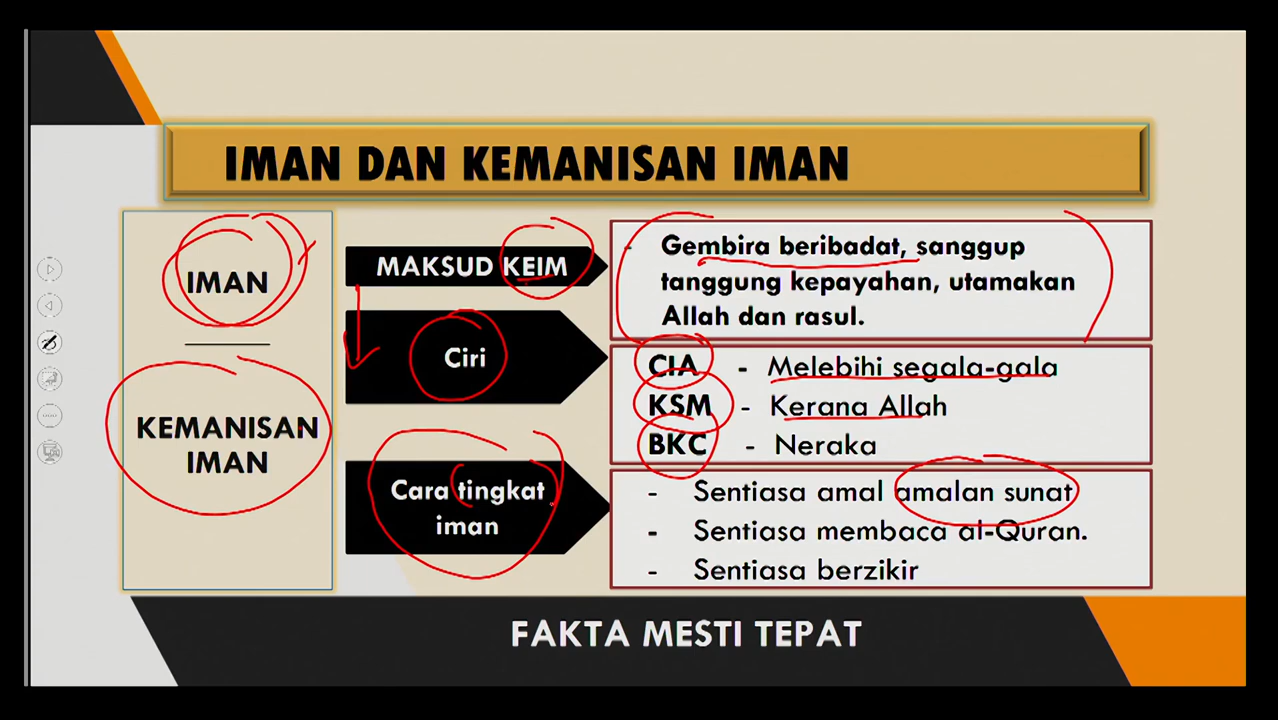 IMAN DAN KEMANISAN IMAN
IMAN
KEMANISAN
IMAN
MAKSUD KEIM
Gembira beribadat, sanggup
tanggung kepayahan, utamakan
Allah dan rasul.
Ciri
CIA - Melebihi segala-gala
KSM - Kerana Allah
BKC - Neraka
Cara tingkat
iman
- Sentiasa amal amalan sunat
- Sentiasa membaca al-Quran.
- Sentiasa berzikir
FAKTA MESTI TEPAT